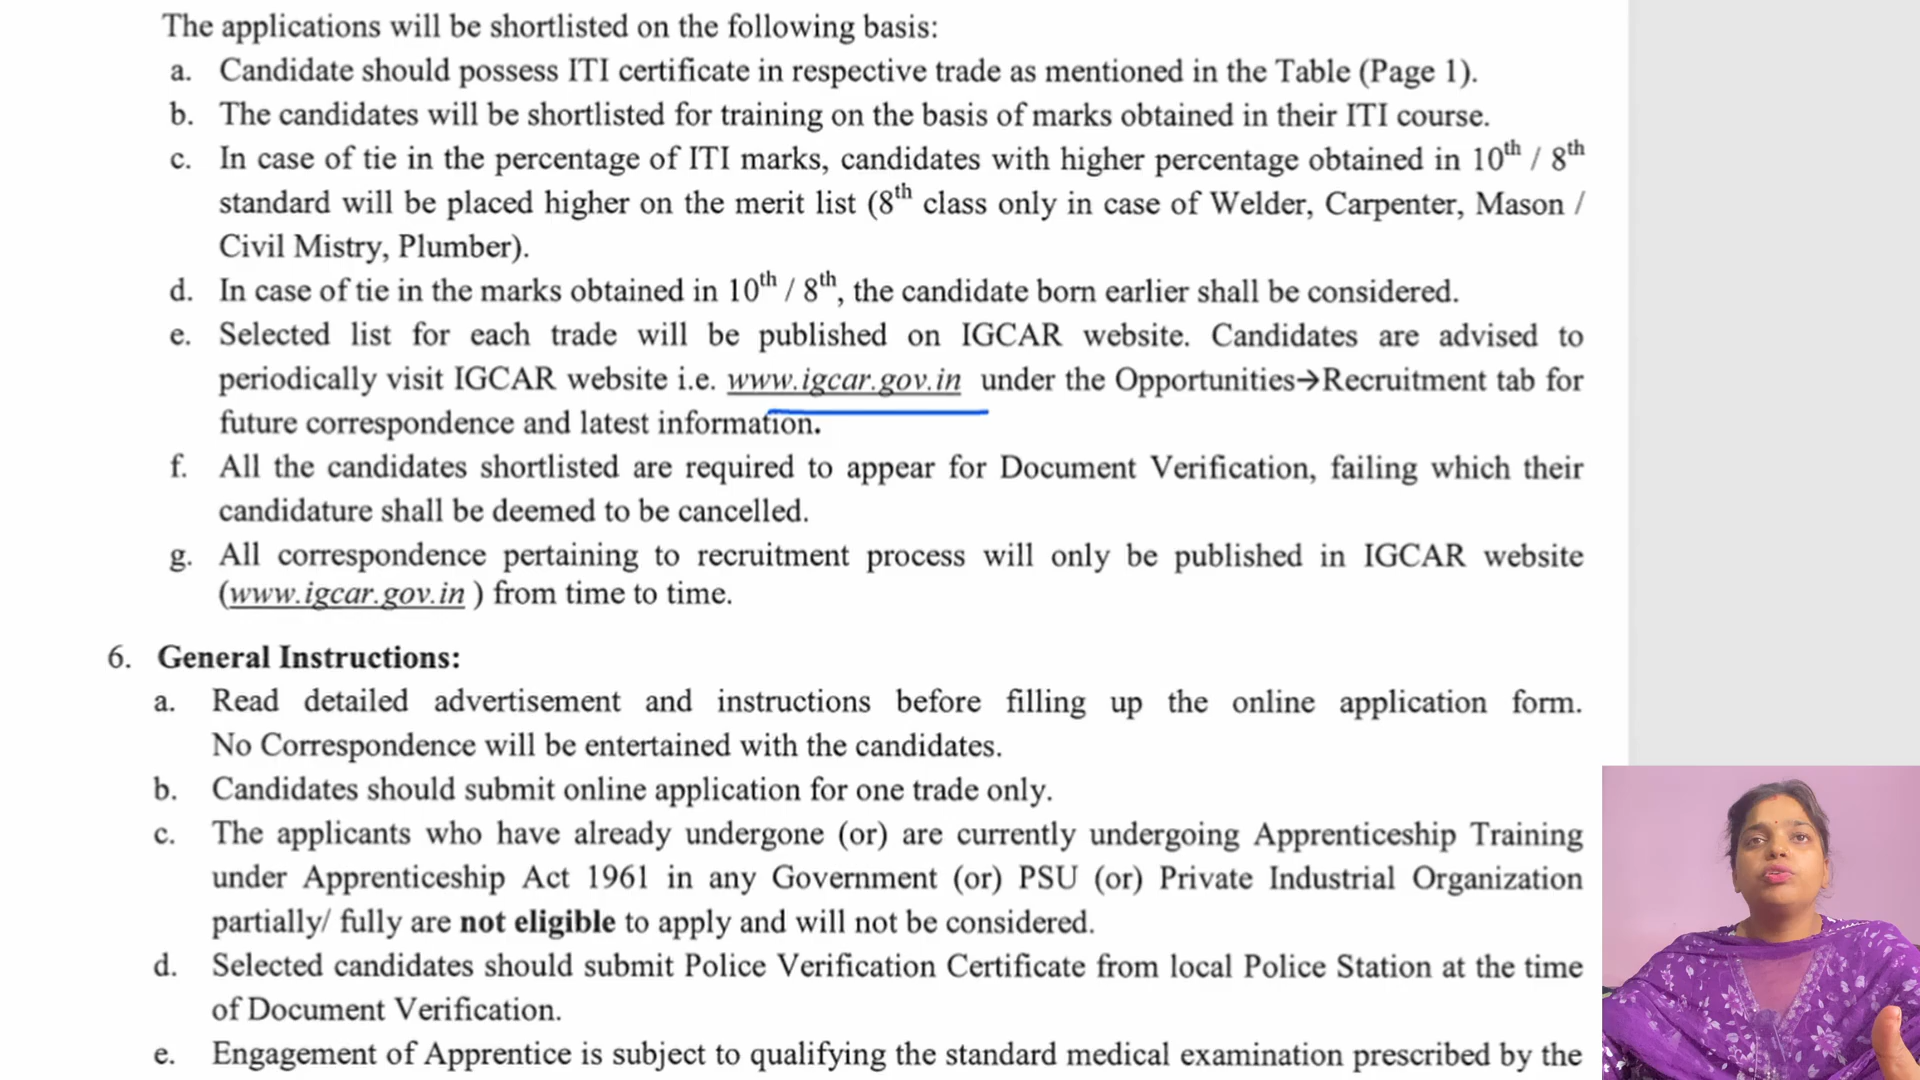 The applications will be shortlisted on the following basis:
a. Candidate should possess ITI certificate in respective trade as mentioned in the Table (Page 1).
b. The candidates will be shortlisted for training on the basis of marks obtained in their ITI course.
c. In case of tie in the percentage of ITI marks, candidates with higher percentage obtained in 10th / 8th
standard will be placed higher on the merit list (8th class only in case of Welder, Carpenter, Mason /
Civil Mistry, Plumber).
d. In case of tie in the marks obtained in 10th / 8th, the candidate born earlier shall be considered.
e. Selected list for each trade will be published on IGCAR website. Candidates are advised to
periodically visit IGCAR website i.e. www.igcar.gov.in under the Opportunities→Recruitment tab for
future correspondence and latest information.
f. All the candidates shortlisted are required to appear for Document Verification, failing which their
candidature shall be deemed to be cancelled.
g. All correspondence pertaining to recruitment process will only be published in IGCAR website
(www.igcar.gov.in ) from time to time.
6. General Instructions:
a. Read detailed advertisement and instructions before filling up the online application form.
No Correspondence will be entertained with the candidates.
b. Candidates should submit online application for one trade only.
c. The applicants who have already undergone (or) are currently undergoing Apprenticeship Training
under Apprenticeship Act 1961 in any Government (or) PSU (or) Private Industrial Organization
partially/ fully are not eligible to apply and will not be considered.
d. Selected candidates should submit Police Verification Certificate from local Police Station at the time
of Document Verification.
e. Engagement of Apprentice is subject to qualifying the standard medical examination prescribed by the